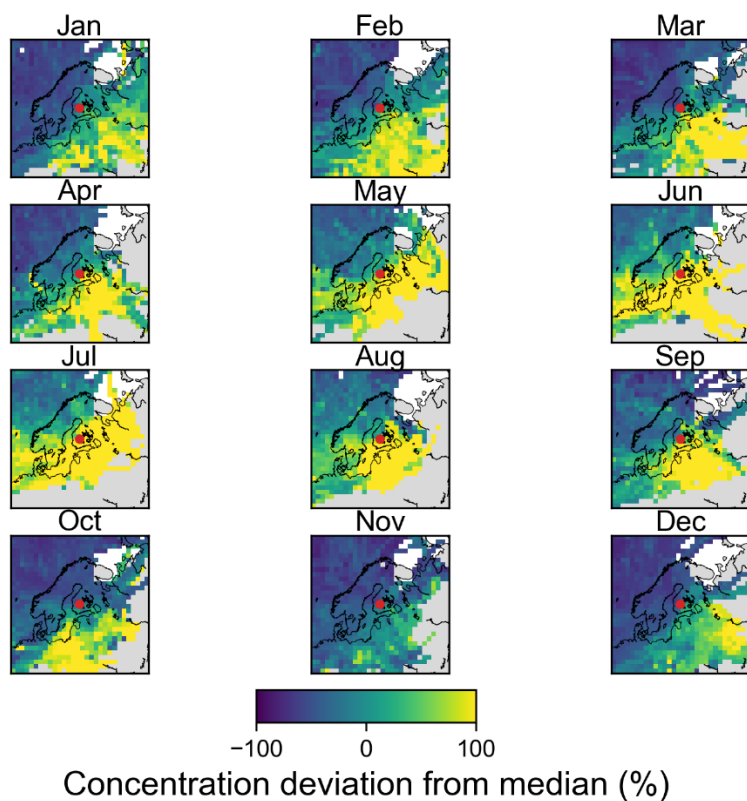 Jan Feb Mar
Apr May Jun
Jul Aug Sep
Oct Nov Dec
−100 0 100
Concentration deviation from median (%)